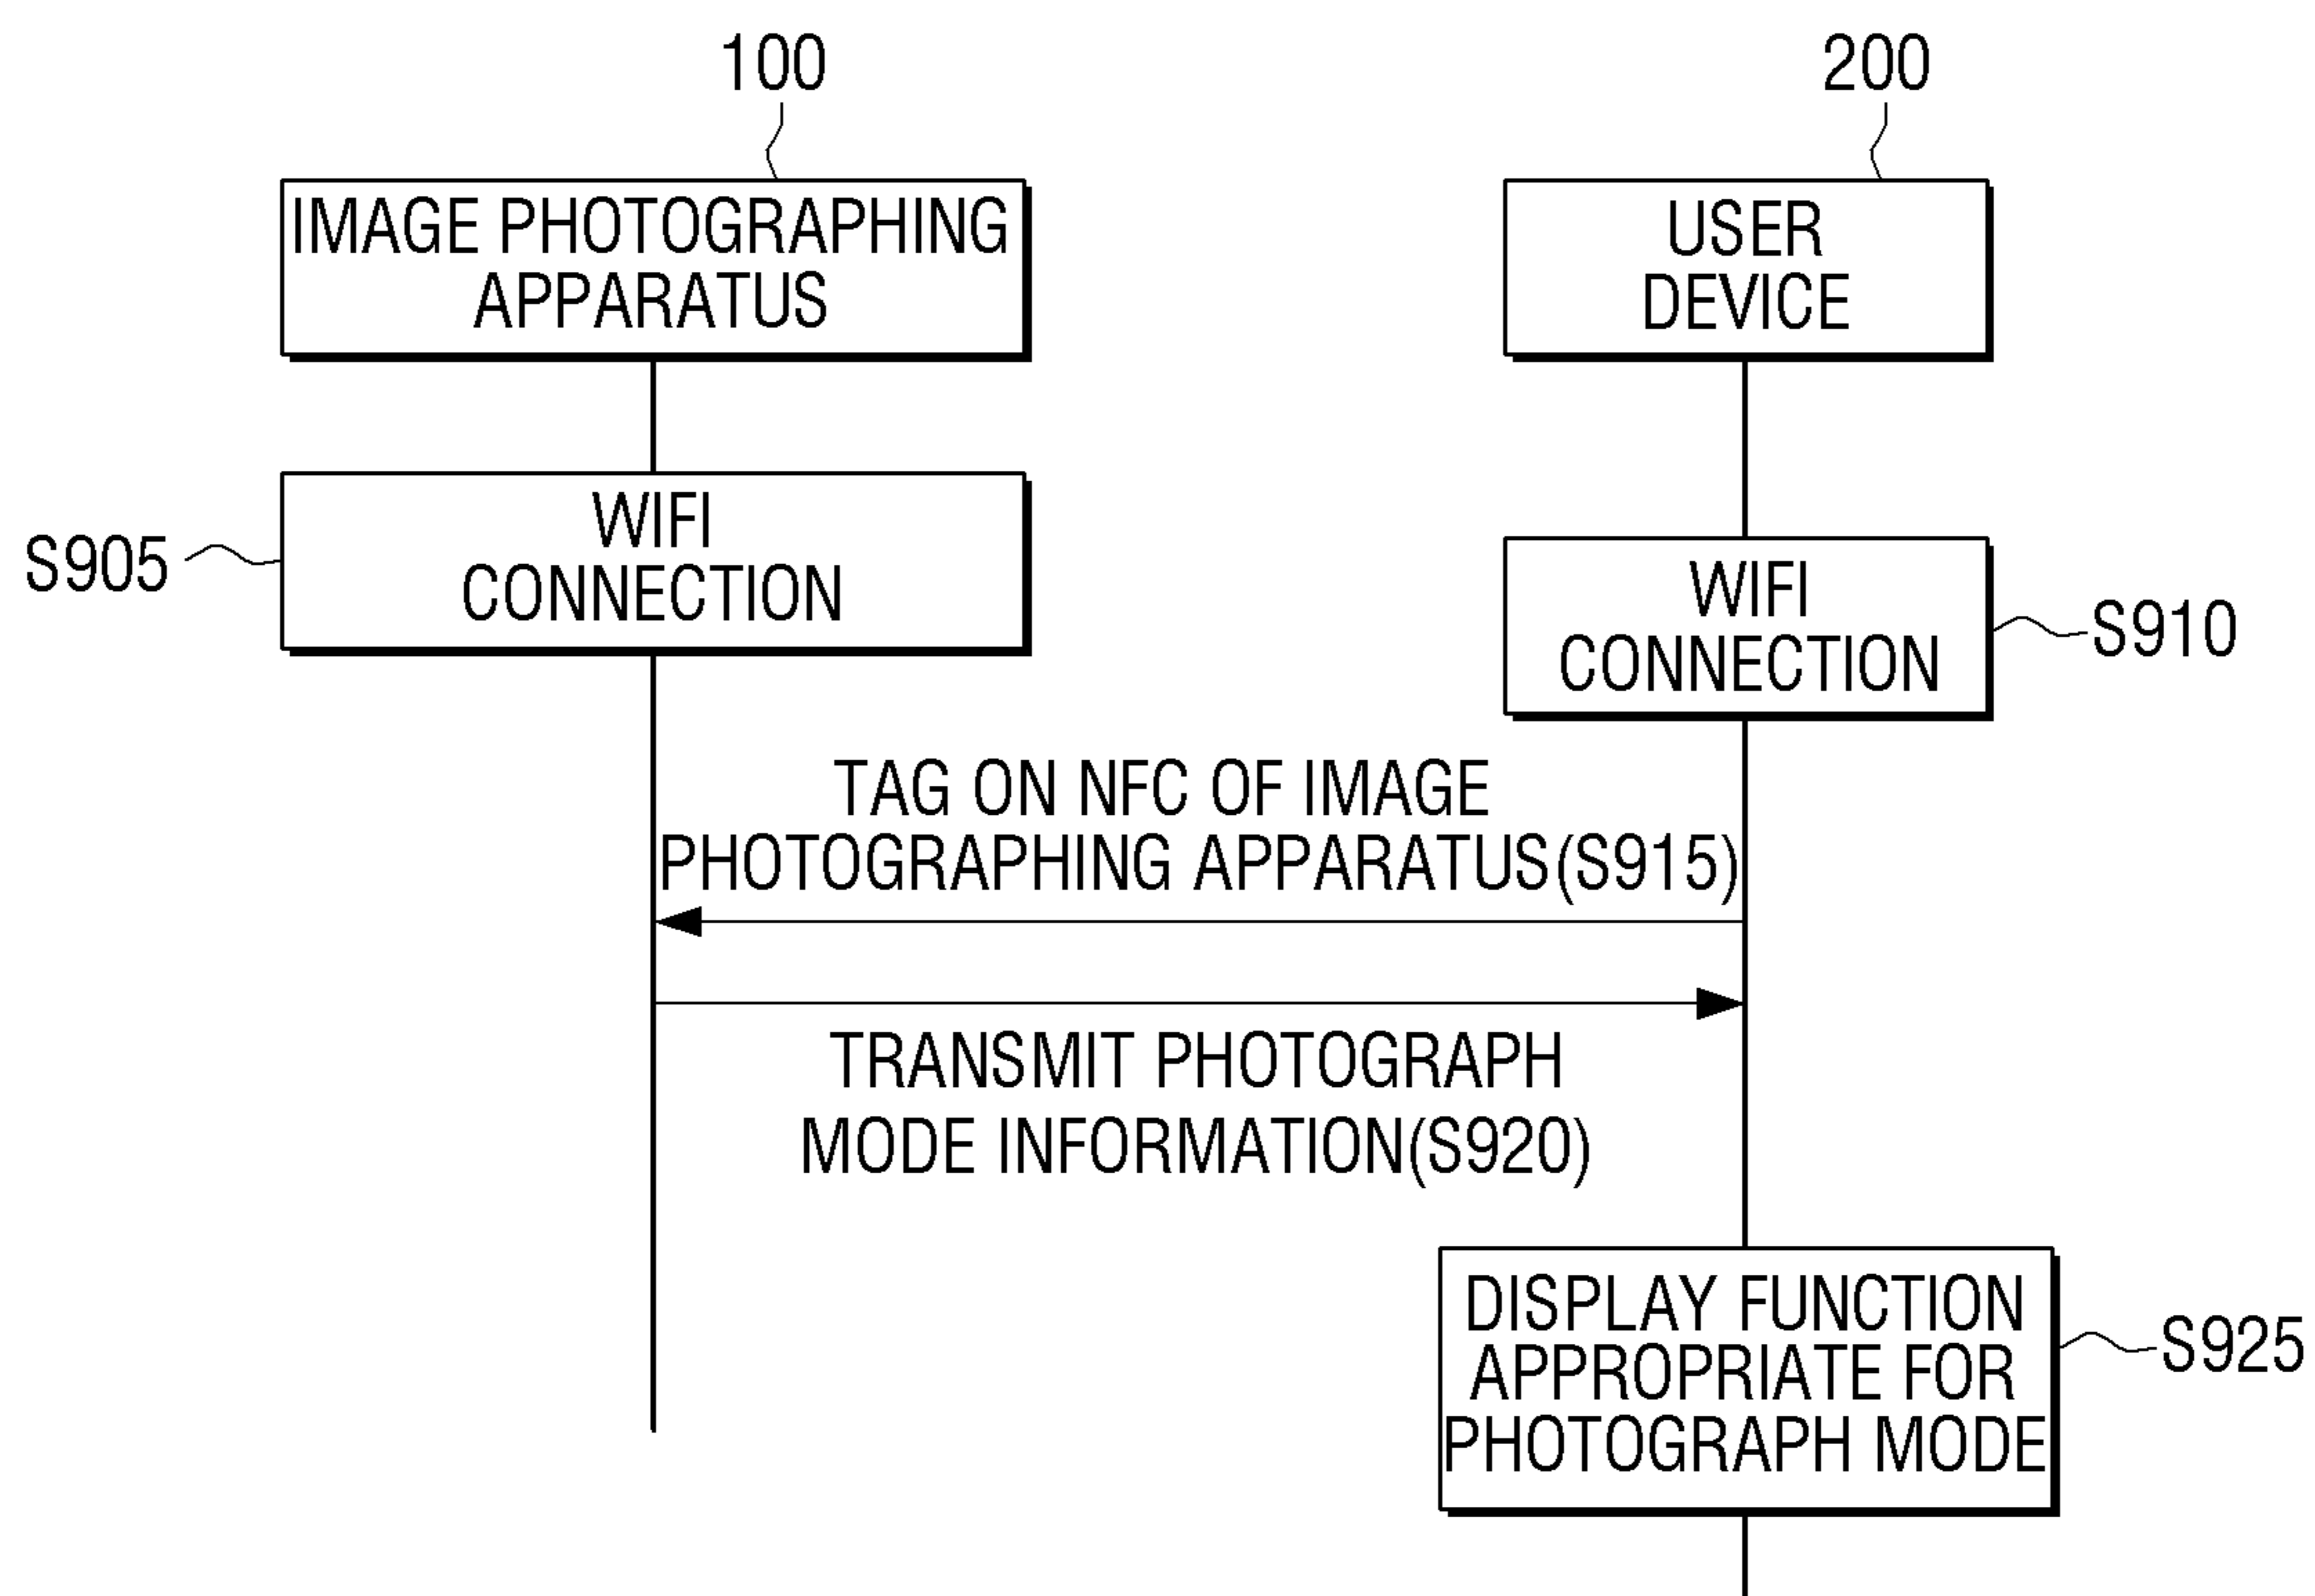 100
200
IMAGE PHOTOGRAPHING
APPARATUS
USER
DEVICE
S905
WIFI
CONNECTION
WIFI
CONNECTION
S910
TAG ON NFC OF IMAGE
PHOTOGRAPHING APPARATUS(S915)
TRANSMIT PHOTOGRAPH
MODE INFORMATION(S920)
DISPLAY FUNCTION
APPROPRIATE FOR
PHOTOGRAPH MODE
S925